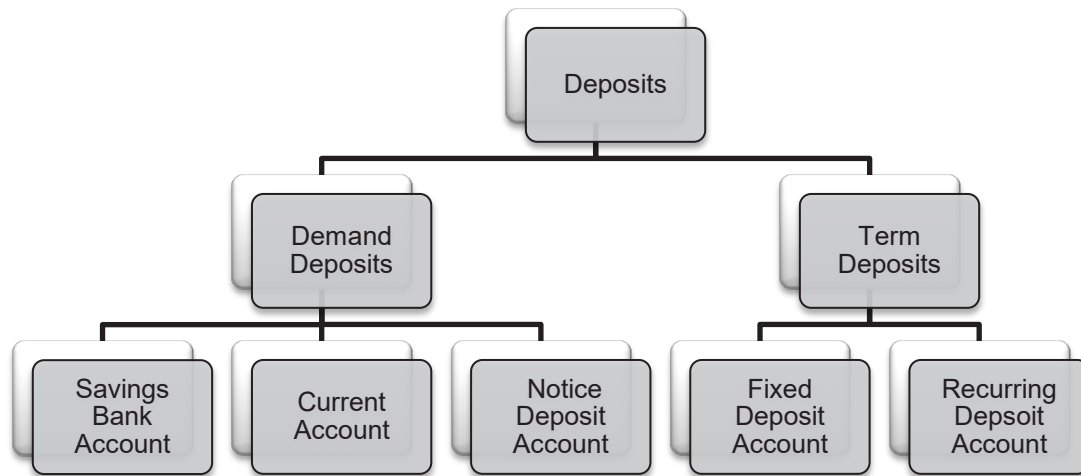 Deposits
Demand
Deposits
Term
Deposits
Savings
Bank
Account
Current
Account
Notice
Deposit
Account
Fixed
Deposit
Account
Recurring
Depsoit
Account